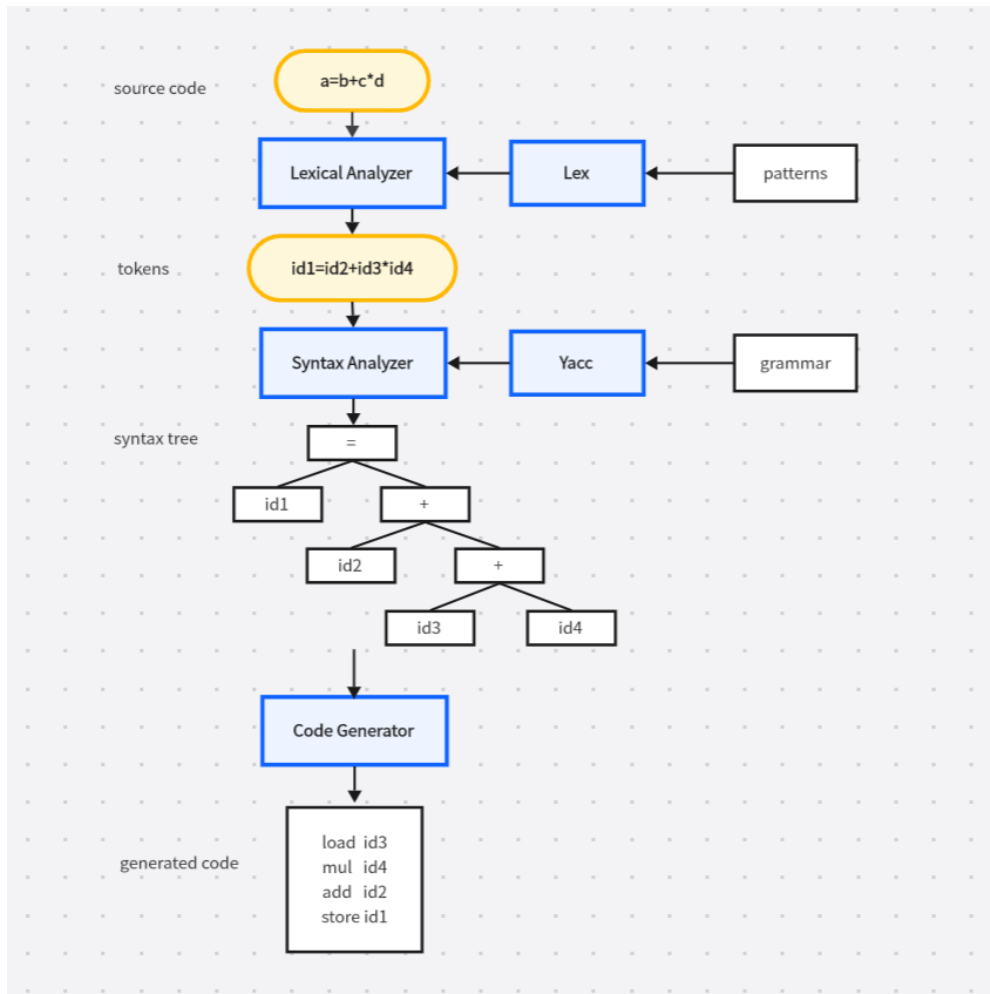 source code
a=b+c*d
Lexical Analyzer
Lex
patterns
tokens
id1=id2+id3*id4
Syntax Analyzer
Yacc
grammar
syntax tree
=
id1
+
id2
+
id3
id4
Code Generator
generated code
load id3
mul id4
add id2
store id1